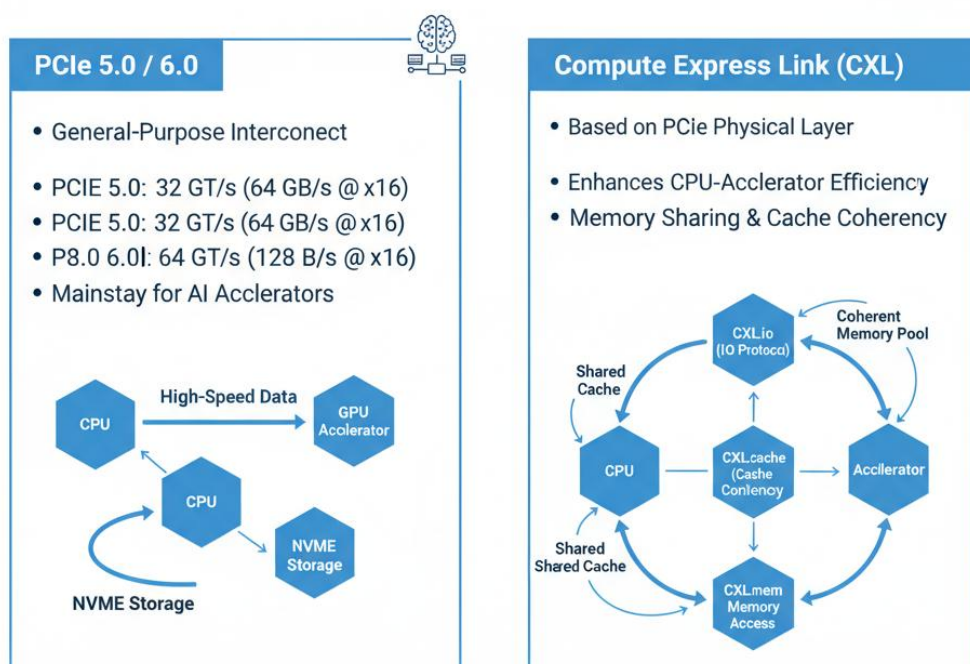 PCIe 5.0 / 6.0
• General-Purpose Interconect
• PCIE 5.0: 32 GT/s (64 GB/s @ x16)
• PCIE 5.0: 32 GT/s (64 GB/s @ x16)
• P8.0 6.0l: 64 GT/s (128 B/s @ x16)
• Mainstay for AI Acclerators
High-Speed Data
CPU
GPU
Accelerator
CPU
NVME
Storage
NVME Storage
Compute Express Link (CXL)
• Based on PCie Physical Layer
• Enhances CPU-Acclerator Efficiency
• Memory Sharing & Cache Coherency
CXL.io
(IO Protocol)
Coherent
Memory Pool
Shared
Cache
CPU
CXL.cache
(Cashe
Accllerator
Shared
Shared Cache
CXL.mem
Memory
Access